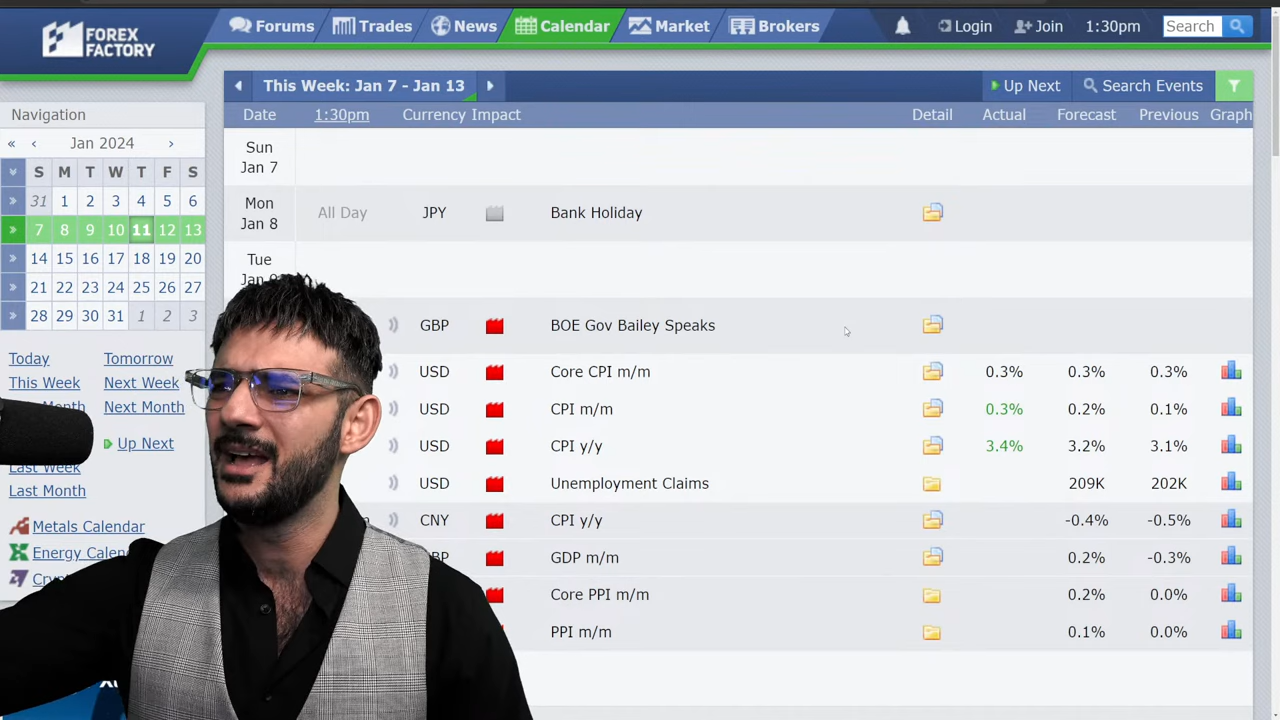 FOREX
FACTORY
Forums
Trades
News
Calendar
Market
Brokers
Login
Join
1:30pm
Search
Navigation
« ‹ Jan 2024 ›
S M T W T F S
31 1 2 3 4 5 6
7 8 9 10 11 12 13
14 15 16 17 18 19 20
21 22 23 24 25 26 27
28 29 30 31 1 2 3
Today Tomorrow
This Week Next Week
Month Next Month
Up Next
Last Week
Last Month
Metals Calendar
Energy
This Week: Jan 7 - Jan 13
Up Next
Search Events
Date 1:30pm Currency Impact Detail Actual Forecast Previous Graph
Sun
Jan 7
Mon
Jan 8
All Day JPY Bank Holiday
Tue
Jan
GBP BOE Gov Bailey Speaks
USD Core CPI m/m 0.3% 0.3% 0.3%
USD CPI m/m 0.3% 0.2% 0.1%
USD CPI y/y 3.4% 3.2% 3.1%
USD Unemployment Claims 209K 202K
CNY CPI y/y -0.4% -0.5%
GDP m/m 0.2% -0.3%
Core PPI m/m 0.2% 0.0%
PPI m/m 0.1% 0.0%